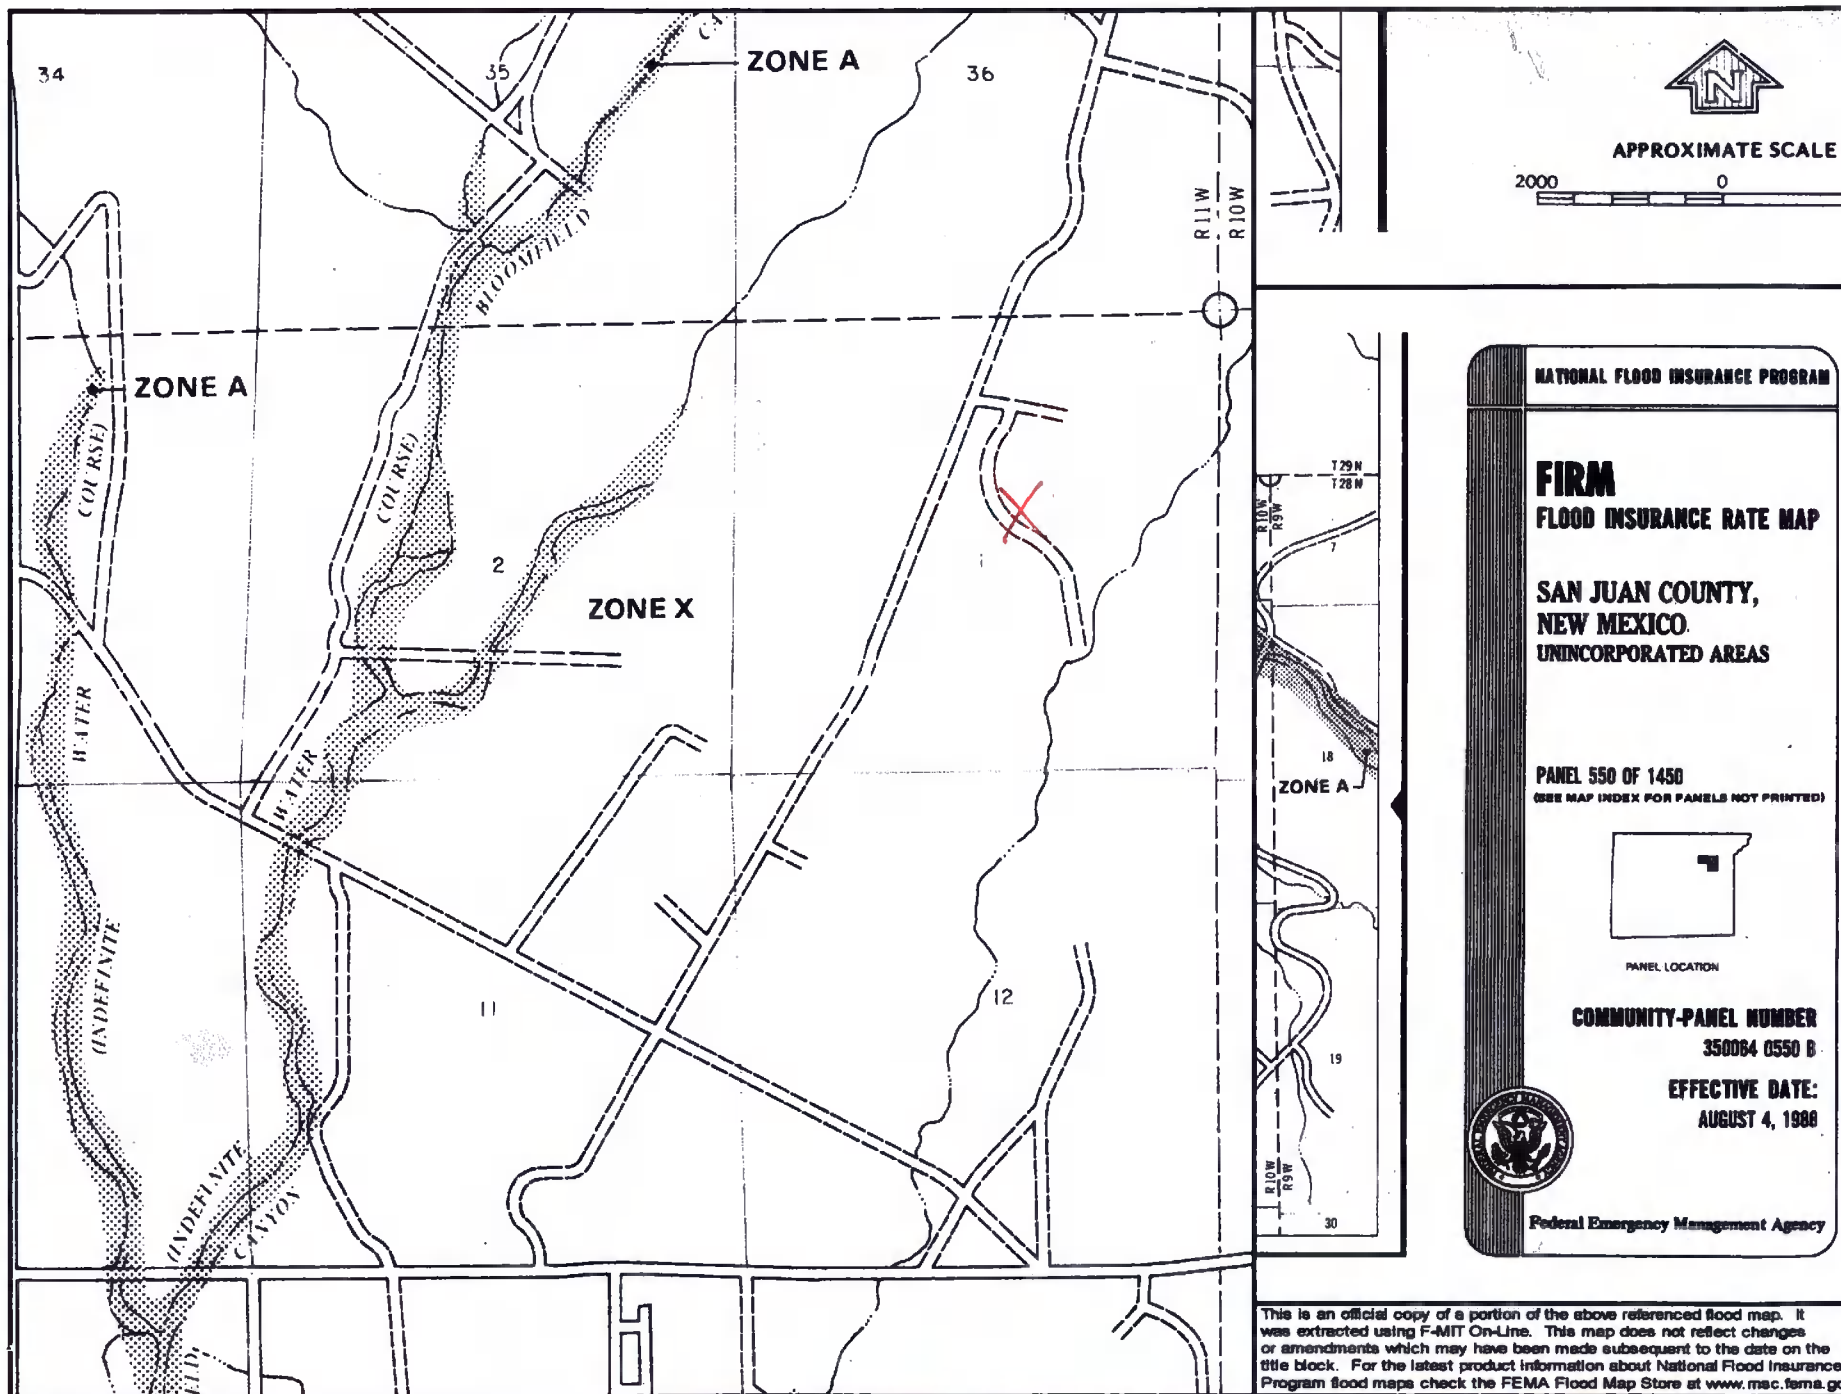 34
35
ZONE A
36
R11W
R10W
ZONE A
BLOOMFIELD
COURSE)
COURSE)
2
ZONE X
1
WATER
WATER
11
12
(INDEFINITE
(INDEFINITE
CANYON
T29N
T28N
R10W
R9W
7
18
ZONE A
19
R10W
R9W
30
APPROXIMATE SCALE
2000 0
NATIONAL FLOOD INSURANCE PROGRAM
FIRM
FLOOD INSURANCE RATE MAP
SAN JUAN COUNTY,
NEW MEXICO
UNINCORPORATED AREAS
PANEL 550 OF 1450
(SEE MAP INDEX FOR PANELS NOT PRINTED)
PANEL LOCATION
COMMUNITY-PANEL NUMBER
350064 0550 B
EFFECTIVE DATE:
AUGUST 4, 1988
Federal Emergency Management Agency
This is an official copy of a portion of the above referenced flood map. It
was extracted using F-MIT On-Line. This map does not reflect changes
or amendments which may have been made subsequent to the date on the
title block. For the latest product information about National Flood Insurance
Program flood maps check the FEMA Flood Map Store at www.msc.fema.go